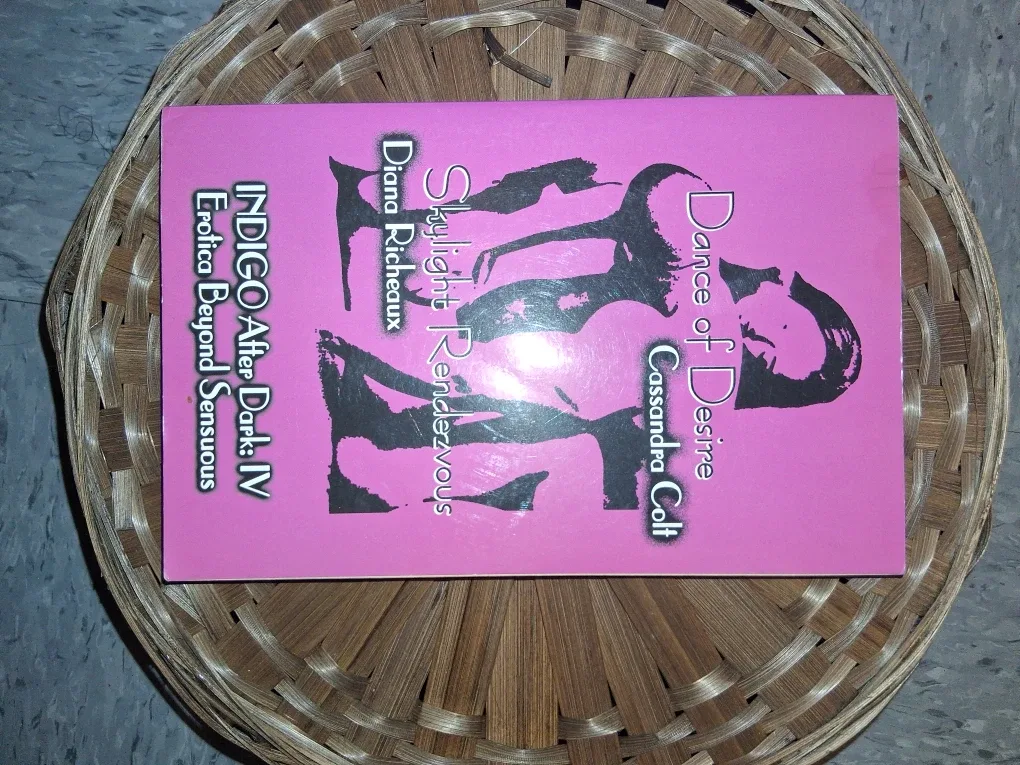 Dance of Desire
Cassandra Colt
Skylight Rendezvous
Diana Richeaux
INDIGO After Dark: IV
Erotica Beyond Sensuous